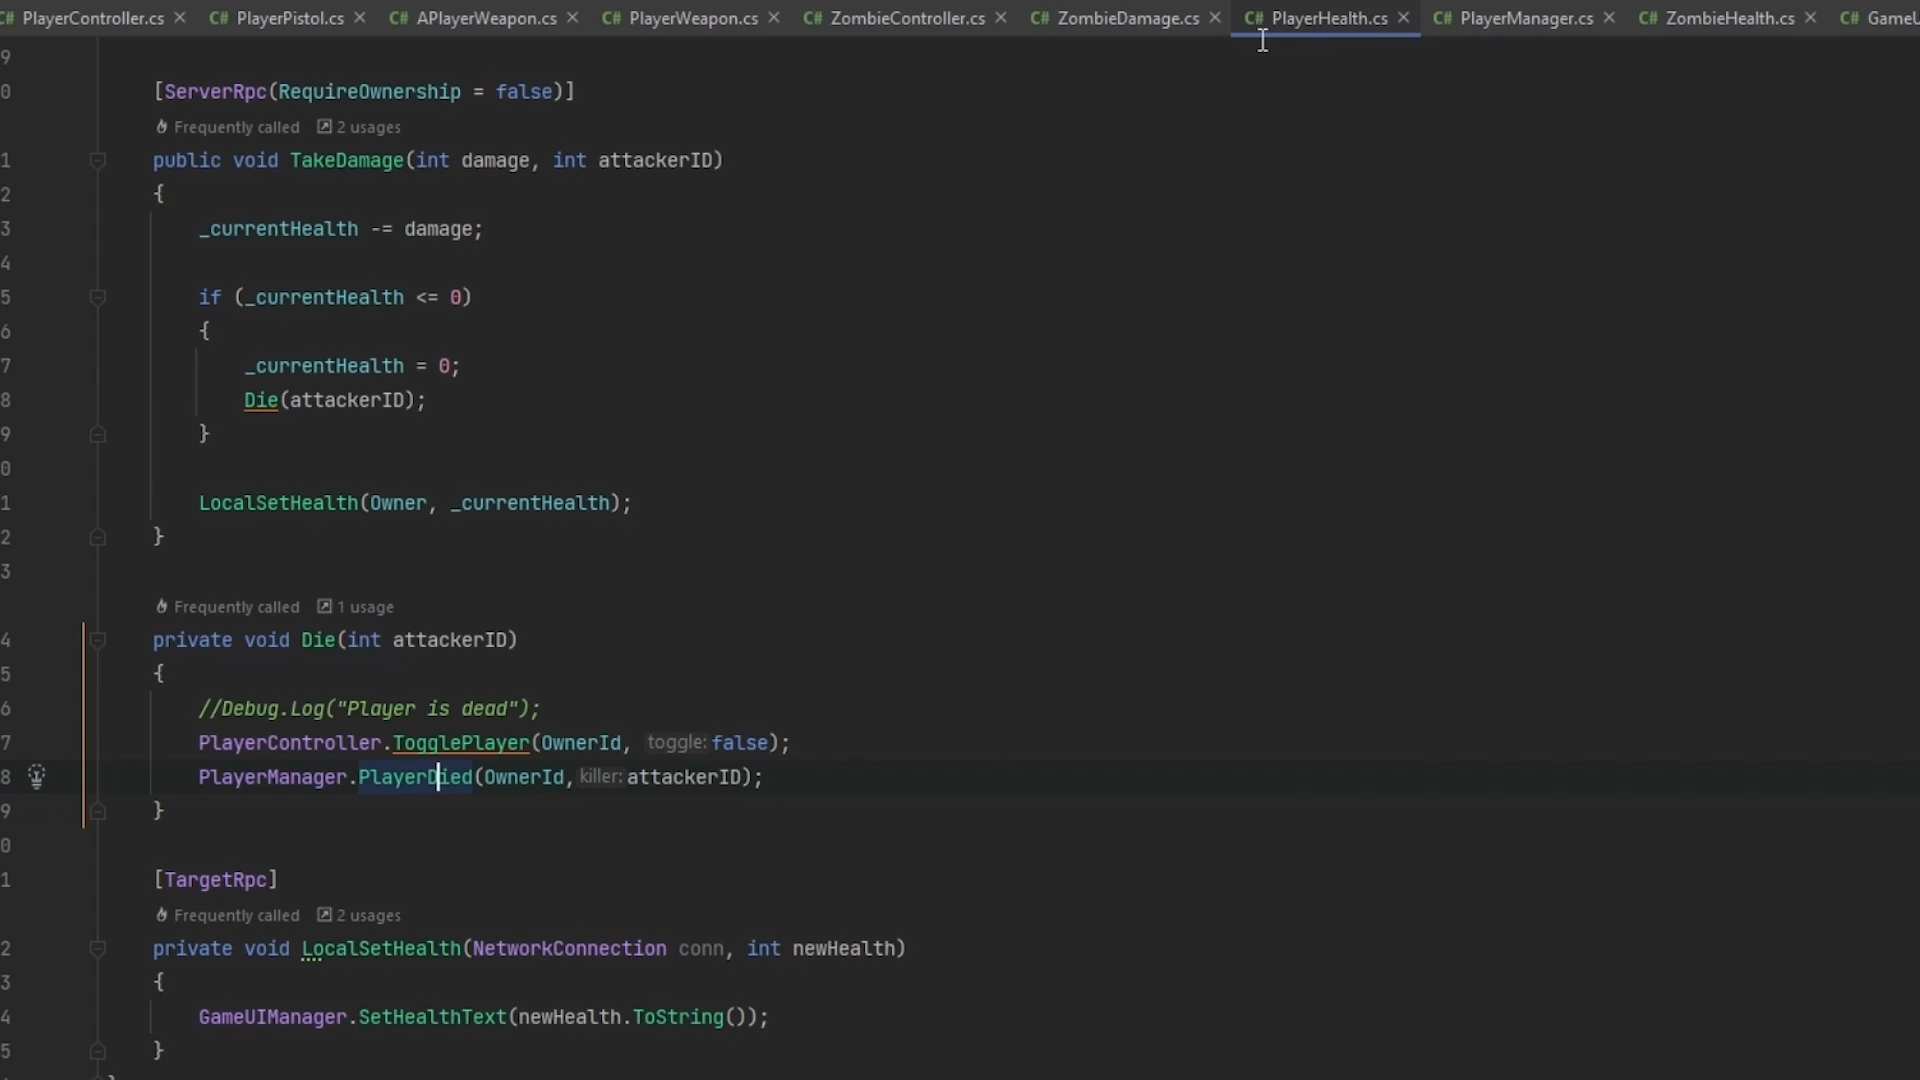 PlayerController.cs PlayerPistol.cs APlayerWeapon.cs PlayerWeapon.cs ZombieController.cs ZombieDamage.cs PlayerHealth.cs PlayerManager.cs ZombieHealth.cs GameU
9
0 [ServerRpc(RequireOwnership = false)]
Frequently called 2 usages
1 public void TakeDamage(int damage, int attackerID)
2 {
3 _currentHealth -= damage;
4
5 if (_currentHealth <= 0)
6 {
7 _currentHealth = 0;
8 Die(attackerID);
9 }
0
1 LocalSetHealth(Owner, _currentHealth);
2 }
3
Frequently called 1 usage
4 private void Die(int attackerID)
5 {
6 //Debug.Log("Player is dead");
7 PlayerController.TogglePlayer(OwnerId, toggle: false);
8 PlayerManager.PlayerDied(OwnerId, killer: attackerID);
9 }
0
1 [TargetRpc]
Frequently called 2 usages
2 private void LocalSetHealth(NetworkConnection conn, int newHealth)
3 {
4 GameUIManager.SetHealthText(newHealth.ToString());
5 }